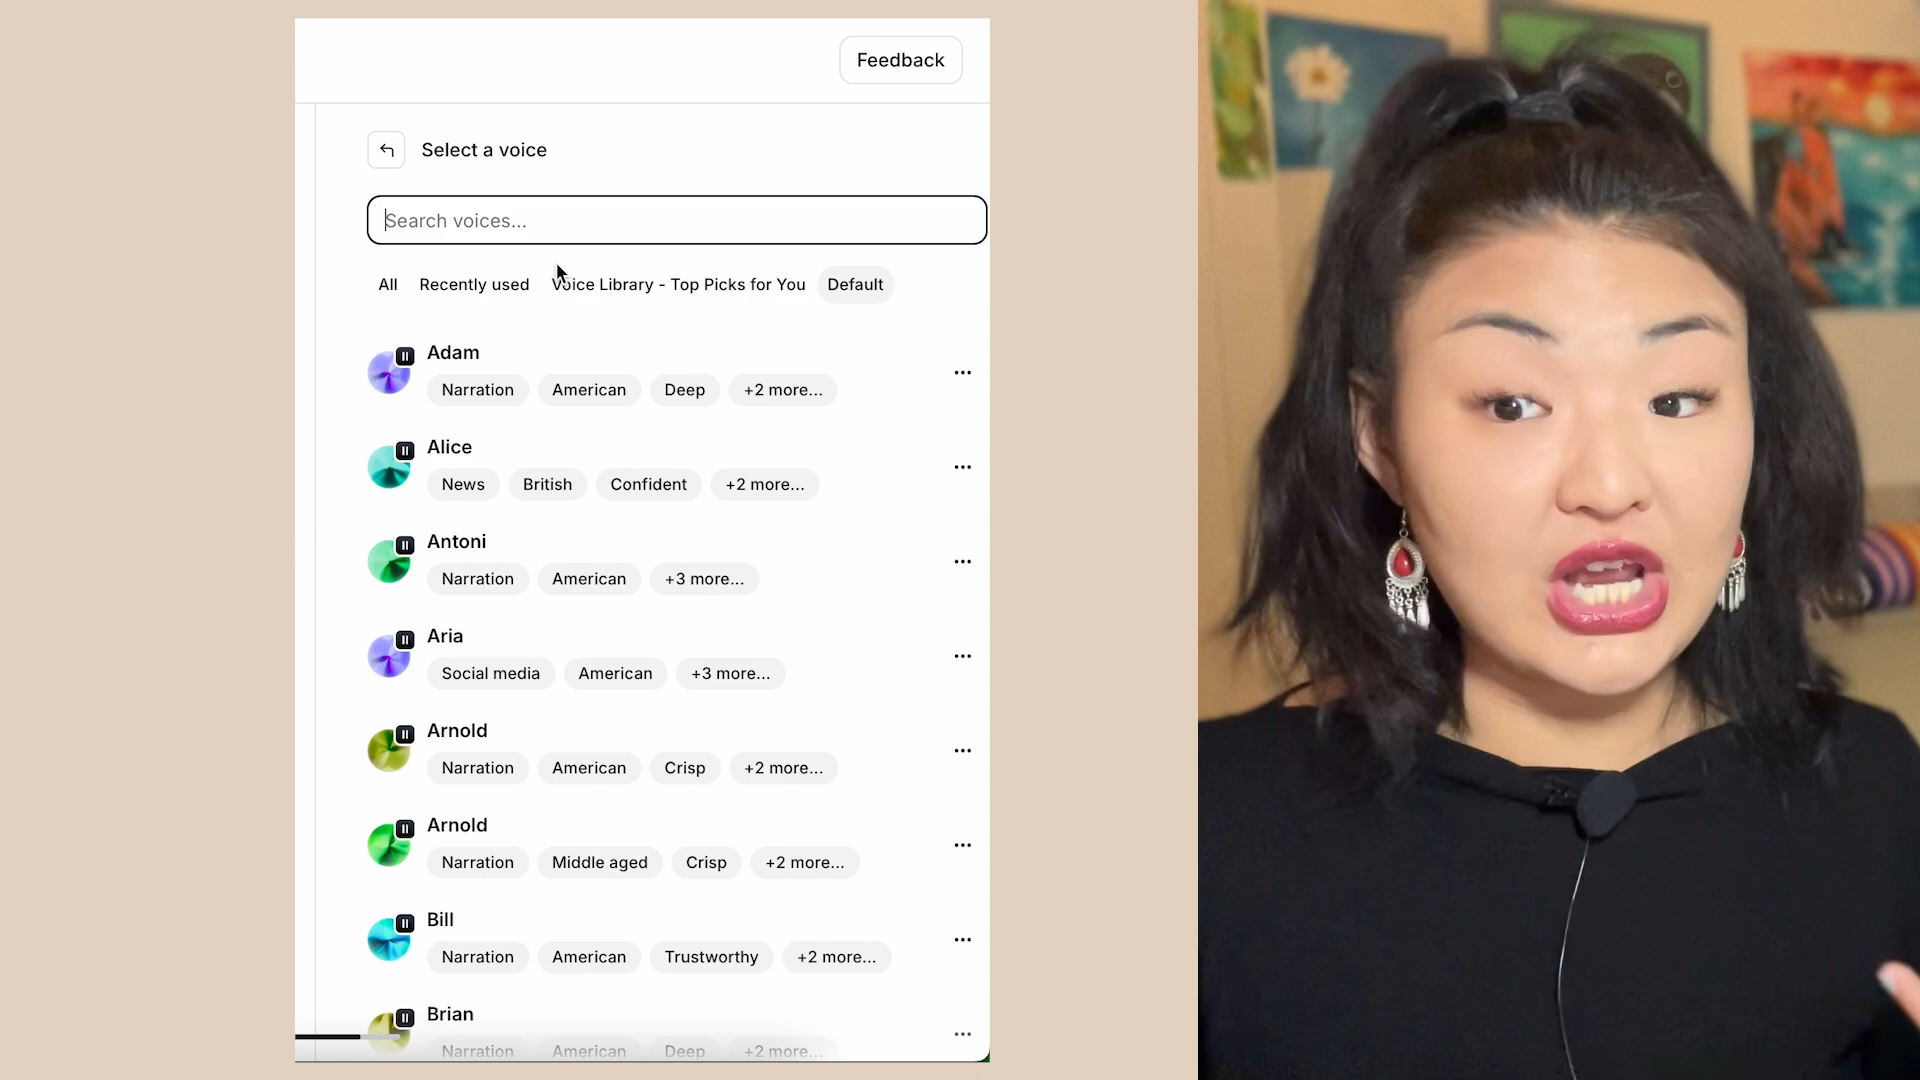 Feedback
Select a voice
Search voices...
All Recently used Voice Library - Top Picks for You Default
Adam
Narration American Deep +2 more...
Alice
News British Confident +2 more...
Antoni
Narration American +3 more...
Aria
Social media American +3 more...
Arnold
Narration American Crisp +2 more...
Arnold
Narration Middle aged Crisp +2 more...
Bill
Narration American Trustworthy +2 more...
Brian
Narration American Deep +2 more...